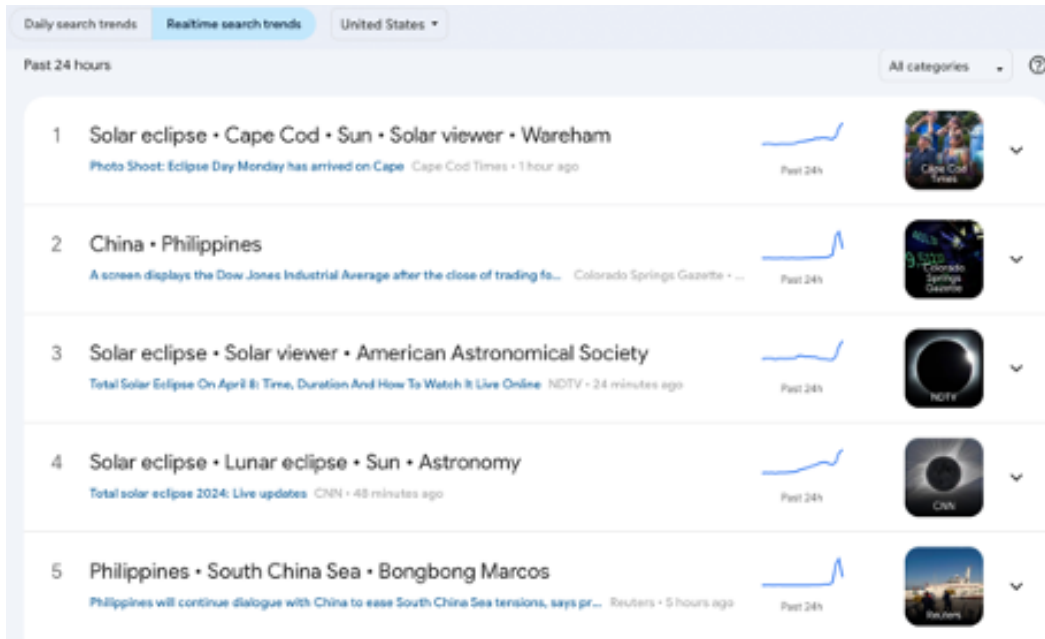 Daily search trends
Realtime search trends
United States
Past 24 hours
All categories
1
Solar eclipse • Cape Cod • Sun • Solar viewer • Wareham
Photo Shoot: Eclipse Day Monday has arrived on Cape Cape Cod Times • 1 hour ago
Past 24h
Cape Cod
Times
2
China • Philippines
A screen displays the Dow Jones Industrial Average after the close of trading fo... Colorado Springs Gazette • ...
Past 24h
Colorado
Springs
Gazette
3
Solar eclipse • Solar viewer • American Astronomical Society
Total Solar Eclipse On April 8: Time, Duration And How To Watch It Live Online NDTV • 24 minutes ago
Past 24h
NDTV
4
Solar eclipse • Lunar eclipse • Sun • Astronomy
Total solar eclipse 2024: Live updates CNN • 48 minutes ago
Past 24h
CNN
5
Philippines • South China Sea • Bongbong Marcos
Philippines will continue dialogue with China to ease South China Sea tensions, says pr... Reuters • 5 hours ago
Past 24h
Reuters